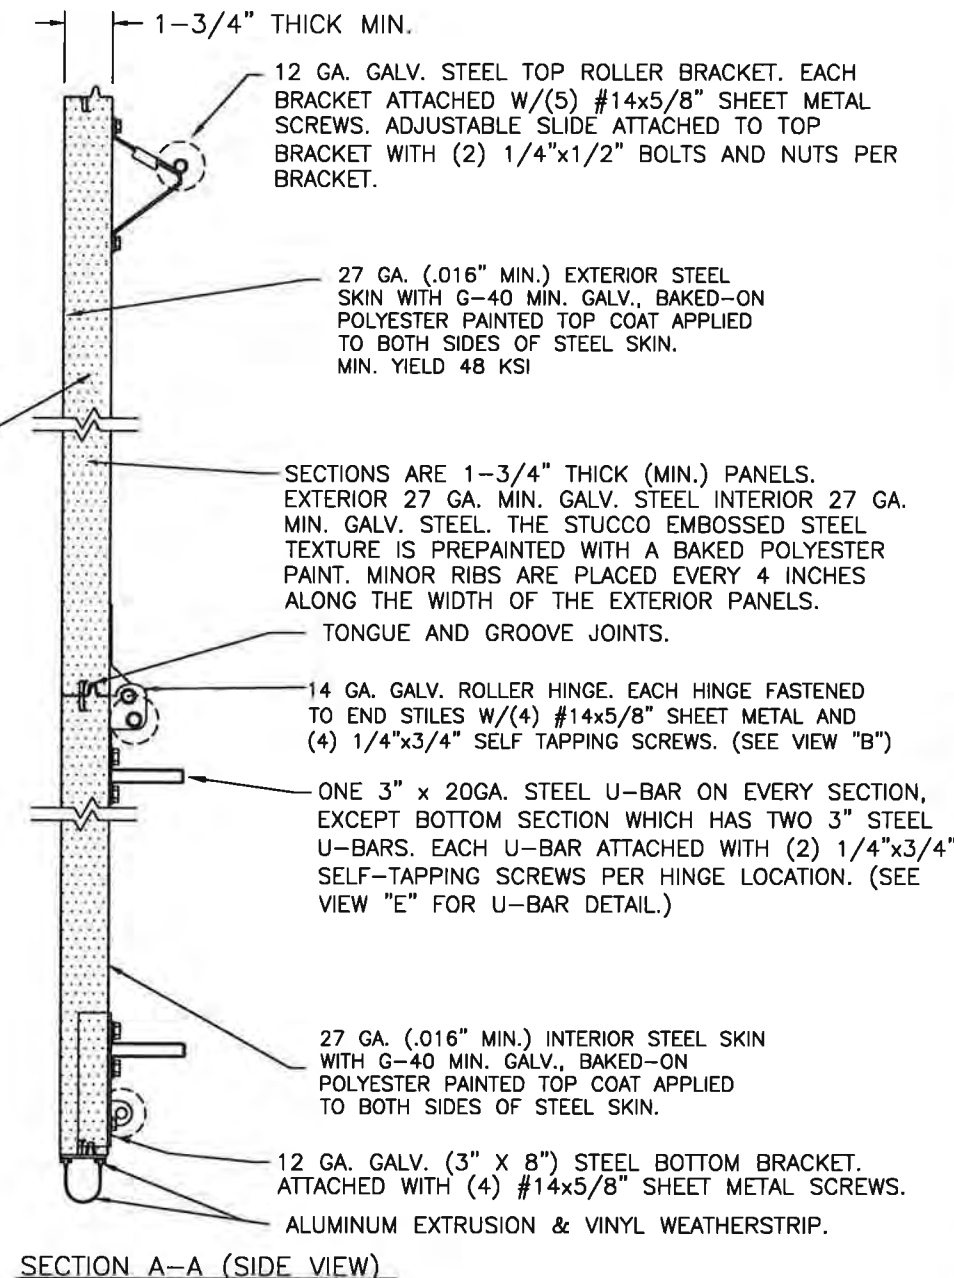 1-3/4" THICK MIN.
12 GA. GALV. STEEL TOP ROLLER BRACKET. EACH
BRACKET ATTACHED W/(5) #14x5/8" SHEET METAL
SCREWS. ADJUSTABLE SLIDE ATTACHED TO TOP
BRACKET WITH (2) 1/4"x1/2" BOLTS AND NUTS PER
BRACKET.
27 GA. (.016" MIN.) EXTERIOR STEEL
SKIN WITH G-40 MIN. GALV., BAKED-ON
POLYESTER PAINTED TOP COAT APPLIED
TO BOTH SIDES OF STEEL SKIN.
MIN. YIELD 48 KSI
SECTIONS ARE 1-3/4" THICK (MIN.) PANELS.
EXTERIOR 27 GA. MIN. GALV. STEEL INTERIOR 27 GA.
MIN. GALV. STEEL. THE STUCCO EMBOSSED STEEL
TEXTURE IS PREPAINTED WITH A BAKED POLYESTER
PAINT. MINOR RIBS ARE PLACED EVERY 4 INCHES
ALONG THE WIDTH OF THE EXTERIOR PANELS.
TONGUE AND GROOVE JOINTS.
14 GA. GALV. ROLLER HINGE. EACH HINGE FASTENED
TO END STILES W/(4) #14x5/8" SHEET METAL AND
(4) 1/4"x3/4" SELF TAPPING SCREWS. (SEE VIEW "B")
ONE 3" x 20GA. STEEL U-BAR ON EVERY SECTION,
EXCEPT BOTTOM SECTION WHICH HAS TWO 3" STEEL
U-BARS. EACH U-BAR ATTACHED WITH (2) 1/4"x3/4"
SELF-TAPPING SCREWS PER HINGE LOCATION. (SEE
VIEW "E" FOR U-BAR DETAIL.)
27 GA. (.016" MIN.) INTERIOR STEEL SKIN
WITH G-40 MIN. GALV., BAKED-ON
POLYESTER PAINTED TOP COAT APPLIED
TO BOTH SIDES OF STEEL SKIN.
12 GA. GALV. (3" X 8") STEEL BOTTOM BRACKET.
ATTACHED WITH (4) #14x5/8" SHEET METAL SCREWS.
ALUMINUM EXTRUSION & VINYL WEATHERSTRIP.
SECTION A-A (SIDE VIEW)